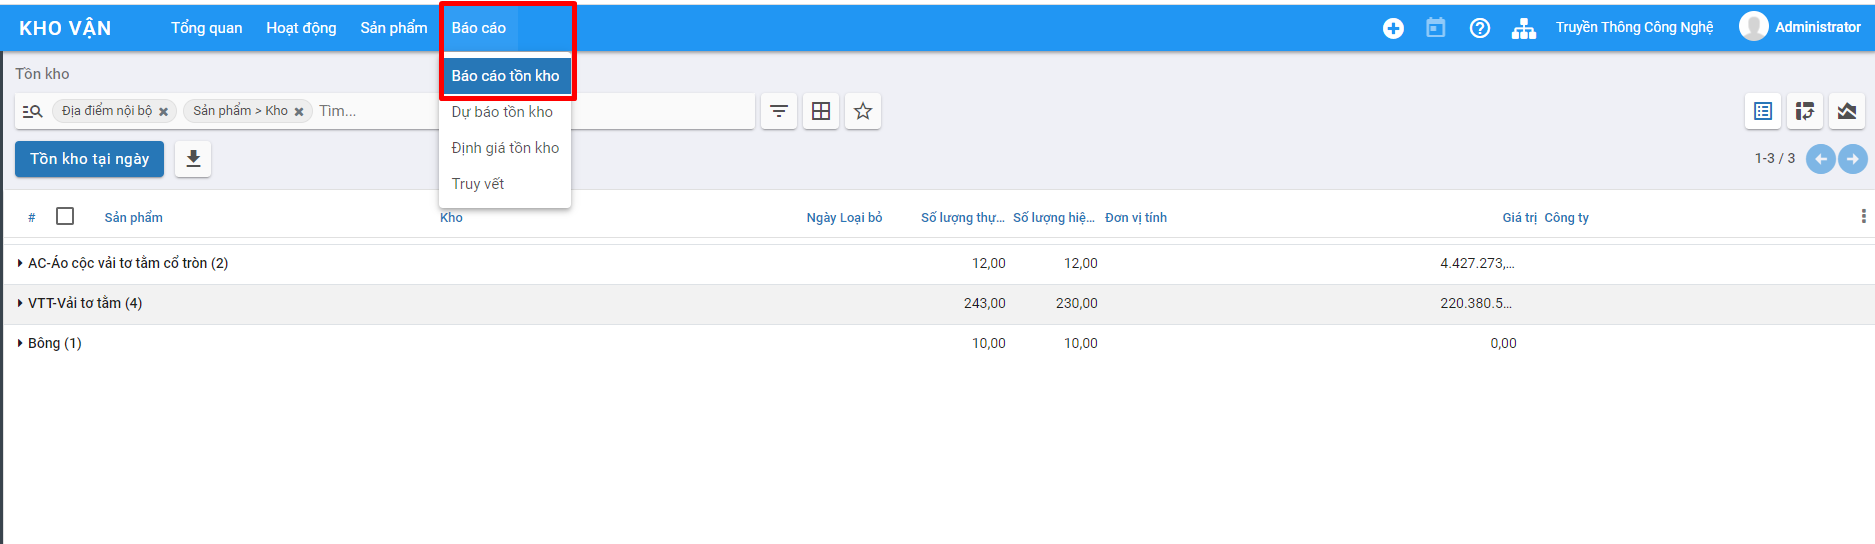 KHO VẬN Tổng quan Hoạt động Sản phẩm Báo cáo Truyền Thông Công Nghệ Administrator
Báo cáo tồn kho
Dự báo tồn kho
Định giá tồn kho
Truy vết
Tồn kho
Địa điểm nội bộ Sản phẩm > Kho Tìm...
Tồn kho tại ngày 1-3 / 3
# Sản phẩm Kho Ngày Loại bỏ Số lượng thự... Số lượng hiệ... Đơn vị tính Giá trị Công ty
AC-Áo cộc vải tơ tằm cổ tròn (2) 12,00 12,00 4.427.273,...
VTT-Vải tơ tằm (4) 243,00 230,00 220.380.5...
Bông (1) 10,00 10,00 0,00